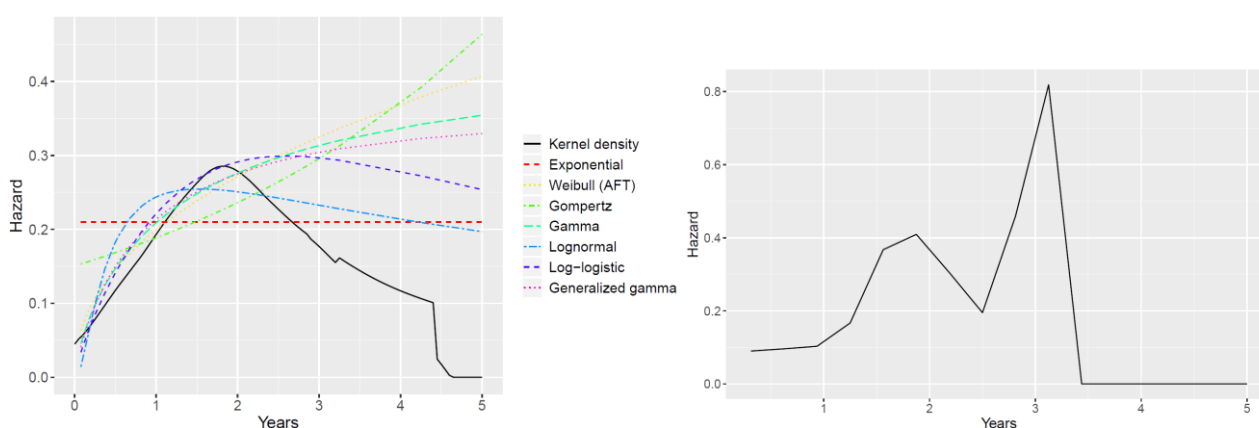 0.4
0.3
0.2
0.1
0.0
Hazard
0
1
2
3
4
5
Years
Kernel density
Exponential
Weibull (AFT)
Gompertz
Gamma
Lognormal
Log-logistic
Generalized gamma
0.8
0.6
0.4
0.2
0.0
Hazard
1
2
3
4
5
Years